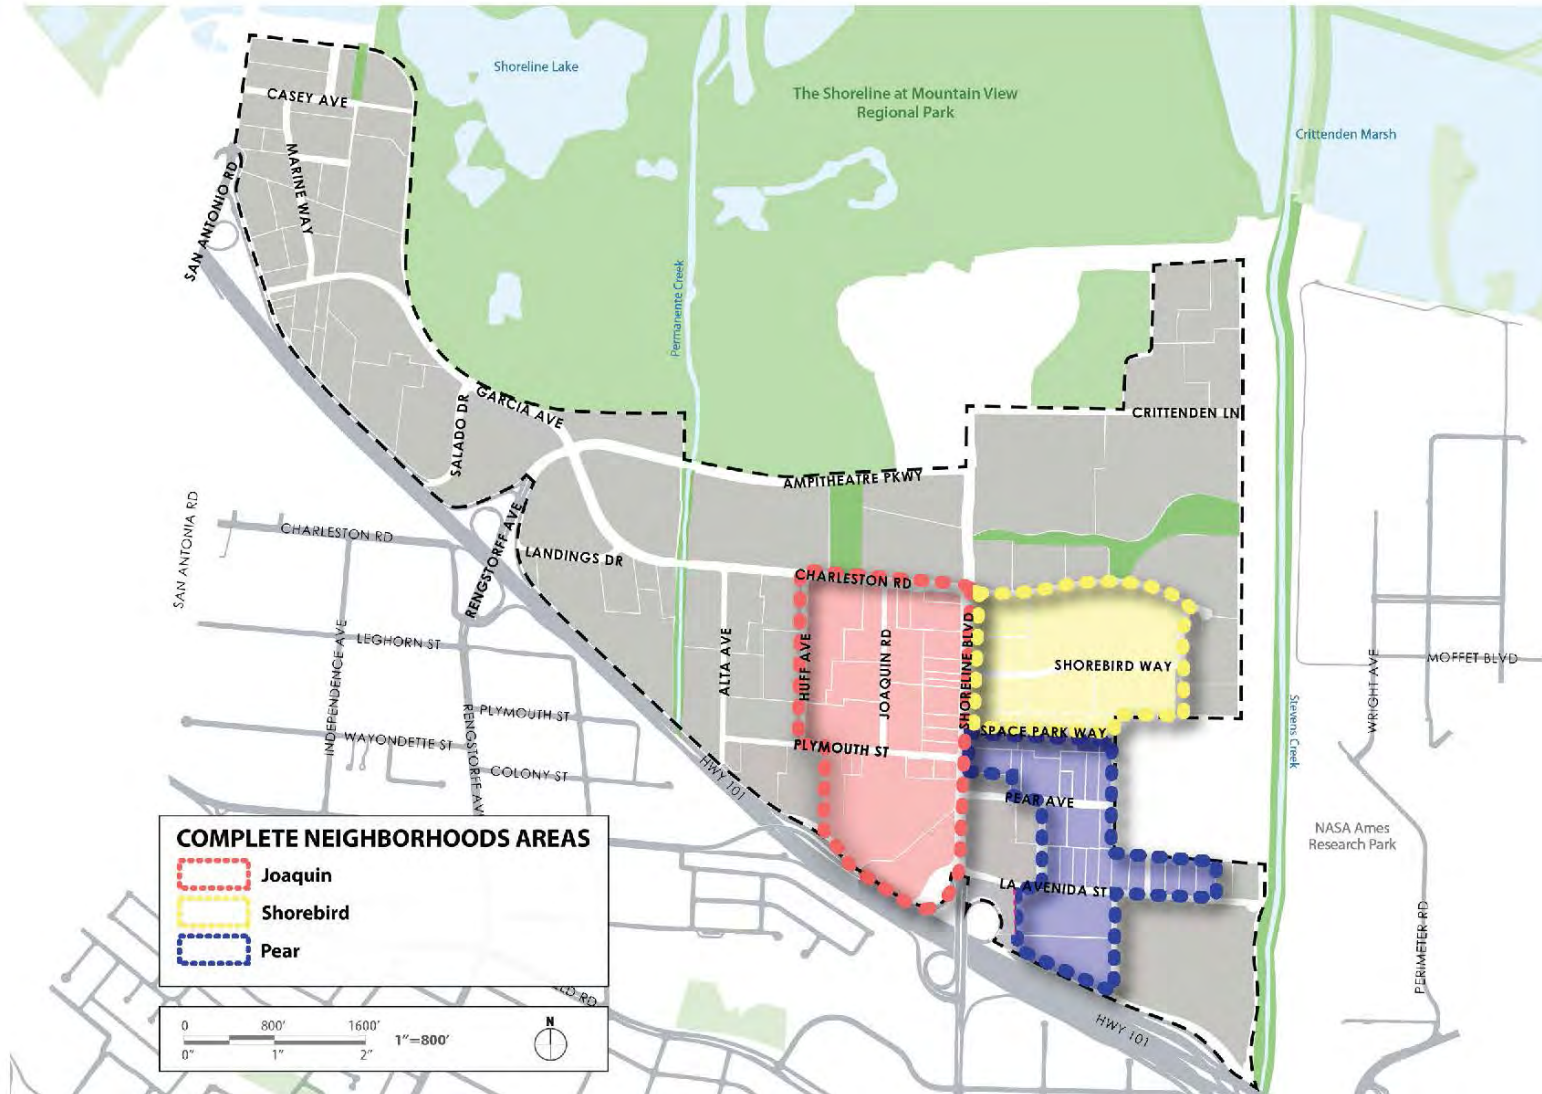 Shoreline Lake
The Shoreline at Mountain View
Regional Park
Crittenden Marsh
CASEY AVE
MARINE WAY
SAN ANTONIO RD
Permanente Creek
GARCIA AVE
SALADO DR
CRITTENDEN LN
AMPITHEATRE PKWY
SAN ANTONIA RD
CHARLESTON RD
RENGSTORFF AVE
LANDINGS DR
CHARLESTON RD
INDEPENDENCE AVE
LEGHORN ST
ALTA AVE
HUFF AVE
JOAQUIN RD
SHORELINE BLVD
SHOREBIRD WAY
WRIGHT AVE
MOFFET BLVD
PLYMOUTH ST
WAYONDETTE ST
RENGSTORFF AV
COLONY ST
PLYMOUTH ST
SPACE PARK WAY
Stevens Creek
HWY 101
PEAR AVE
NASA Ames
Research Park
LA AVENIDA ST
PERIMETER RD
HWY 101
COMPLETE NEIGHBORHOODS AREAS
Joaquin
Shorebird
Pear
LD RD
0 800' 1600'
1"=800'
0" 1" 2"
N